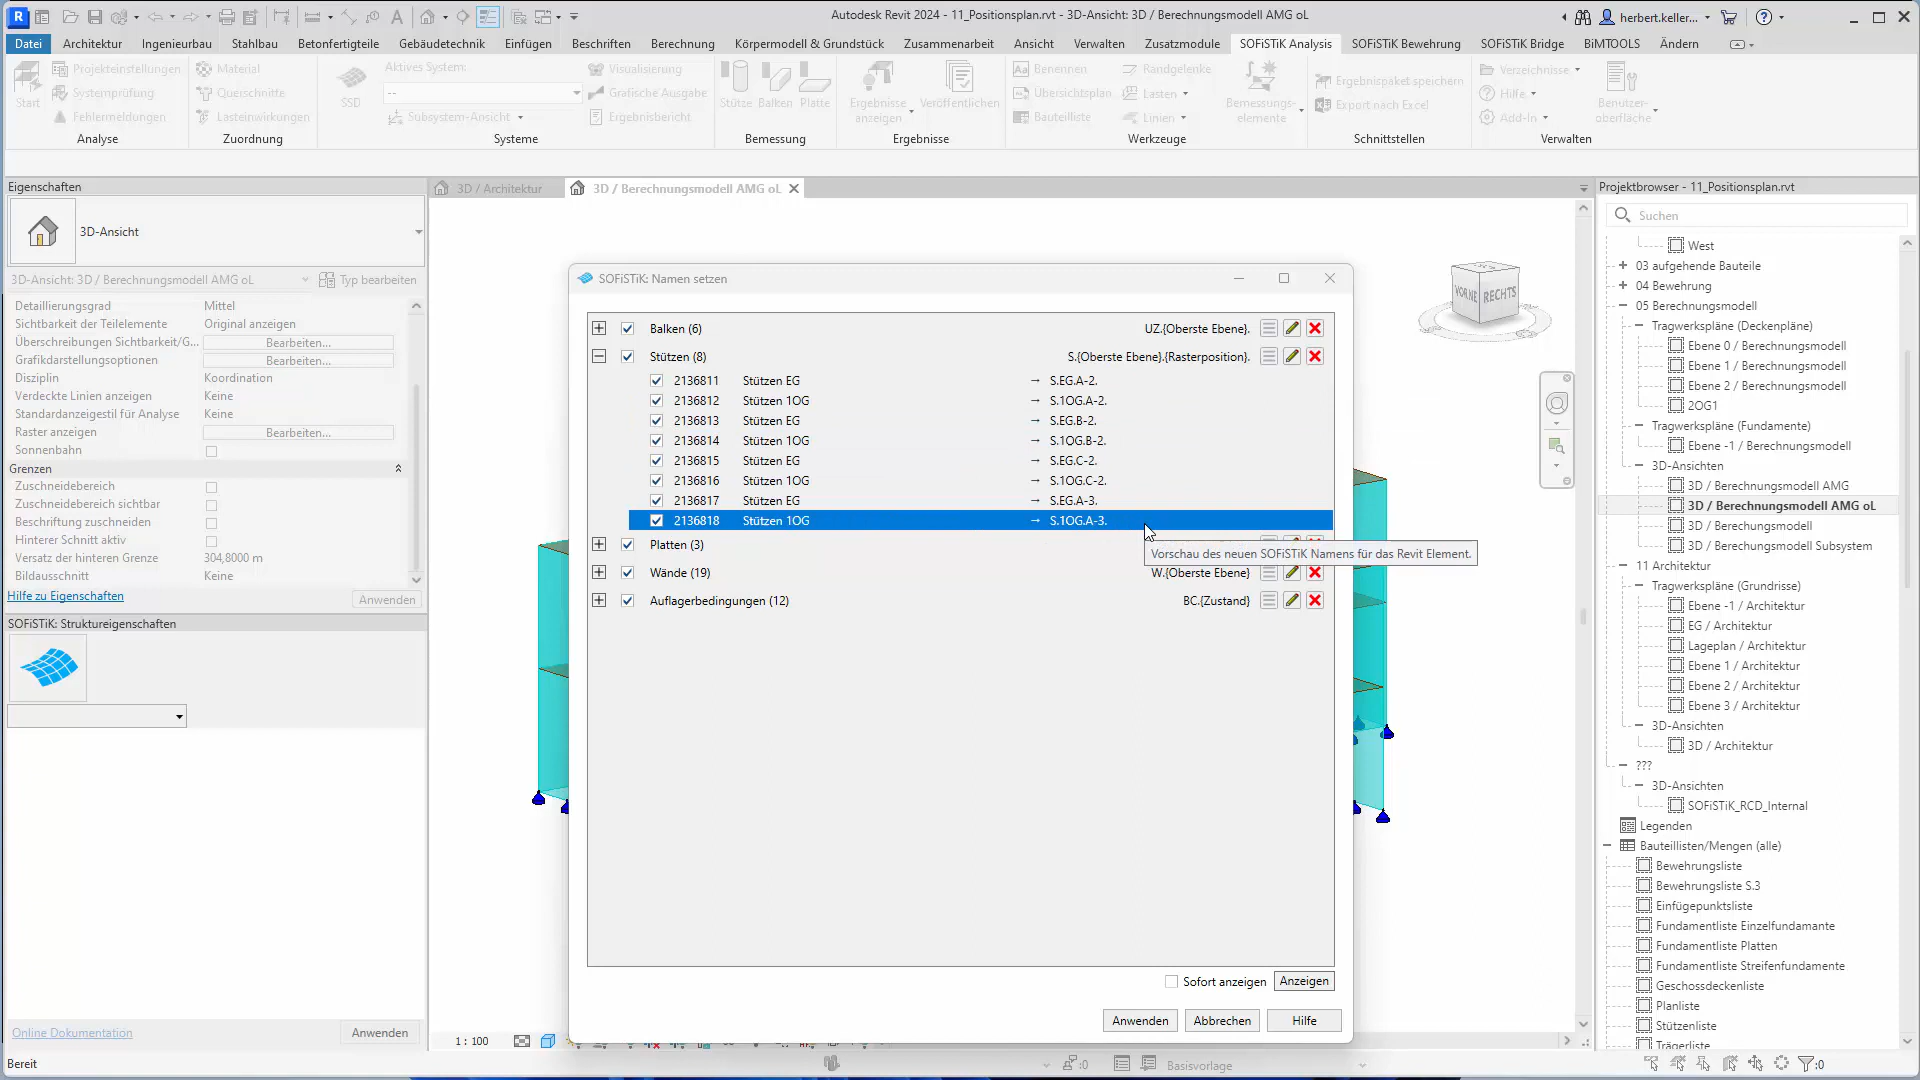 Autodesk Revit 2024 - 11_Positionsplan.rvt - 3D-Ansicht: 3D / Berechnungsmodell AMG oL
herbert.keller...
Datei Architektur Ingenieurbau Stahlbau Betonfertigteile Gebäudetechnik Einfügen Beschriften Berechnung Körpermodell & Grundstück Zusammenarbeit Ansicht Verwalten Zusatzmodule SOFiSTiK Analysis SOFiSTiK Bewehrung SOFiSTiK Bridge BiMTOOLS Ändern
Start
Projekteinstellungen
Systemprüfung
Fehlermeldungen
Analyse
Material
Querschnitte
Lasteinwirkungen
Zuordnung
SSD
Aktives System:
--
Subsystem-Ansicht
Visualisierung
Grafische Ausgabe
Ergebnisbericht
Systeme
Stütze Balken Platte
Bemessung
Ergebnisse anzeigen
Veröffentlichen
Ergebnisse
Benennen
Übersichtsplan
Bauteilliste
Randgelenke
Lasten
Linien
Bemessungs-elemente
Werkzeuge
Ergebnispaket speichern
Export nach Excel
Schnittstellen
Verzeichnisse
Hilfe
Add-In
Benutzer-oberfläche
Verwalten
Eigenschaften
3D-Ansicht
3D-Ansicht: 3D / Berechnungsmodell AMG oL
Typ bearbeiten
Detaillierungsgrad Mittel
Sichtbarkeit der Teilelemente Original anzeigen
Überschreibungen Sichtbarkeit/G... Bearbeiten...
Grafikdarstellungsoptionen Bearbeiten...
Disziplin Koordination
Verdeckte Linien anzeigen Keine
Standardanzeigestil für Analyse Keine
Raster anzeigen Bearbeiten...
Sonnenbahn
Grenzen
Zuschneidebereich
Zuschneidebereich sichtbar
Beschriftung zuschneiden
Hinterer Schnitt aktiv
Versatz der hinteren Grenze 304,8000 m
Bildausschnitt Keine
Hilfe zu Eigenschaften
Anwenden
SOFiSTiK: Struktureigenschaften
Online Dokumentation
Anwenden
Bereit
3D / Architektur
3D / Berechnungsmodell AMG oL
VORNE RECHTS
SOFiSTiK: Namen setzen
Balken (6) UZ.{Oberste Ebene}.
Stützen (8) S.{Oberste Ebene}.{Rasterposition}.
2136811 Stützen EG → S.EG.A-2.
2136812 Stützen 1OG → S.1OG.A-2.
2136813 Stützen EG → S.EG.B-2.
2136814 Stützen 1OG → S.1OG.B-2.
2136815 Stützen EG → S.EG.C-2.
2136816 Stützen 1OG → S.1OG.C-2.
2136817 Stützen EG → S.EG.A-3.
2136818 Stützen 1OG → S.1OG.A-3.
Platten (3)
Vorschau des neuen SOFiSTiK Namens für das Revit Element.
Wände (19) W.{Oberste Ebene}
Auflagerbedingungen (12) BC.{Zustand}
Sofort anzeigen Anzeigen
Anwenden Abbrechen Hilfe
1 : 100
:0
Basisvorlage
:0
Projektbrowser - 11_Positionsplan.rvt
Suchen
West
03 aufgehende Bauteile
04 Bewehrung
05 Berechnungsmodell
Tragwerkspläne (Deckenpläne)
Ebene 0 / Berechnungsmodell
Ebene 1 / Berechnungsmodell
Ebene 2 / Berechnungsmodell
2OG1
Tragwerkspläne (Fundamente)
Ebene -1 / Berechnungsmodell
3D-Ansichten
3D / Berechnungsmodell AMG
3D / Berechnungsmodell AMG oL
3D / Berechnungsmodell
3D / Berechnungsmodell Subsystem
11 Architektur
Tragwerkspläne (Grundrisse)
Ebene -1 / Architektur
EG / Architektur
Lageplan / Architektur
Ebene 1 / Architektur
Ebene 2 / Architektur
Ebene 3 / Architektur
3D-Ansichten
3D / Architektur
???
3D-Ansichten
SOFiSTiK_RCD_Internal
Legenden
Bauteillisten/Mengen (alle)
Bewehrungsliste
Bewehrungsliste S.3
Einfügepunktsliste
Fundamentliste Einzelfundamante
Fundamentliste Platten
Fundamentliste Streifenfundamente
Geschossdeckenliste
Planliste
Stützenliste
Trägerliste